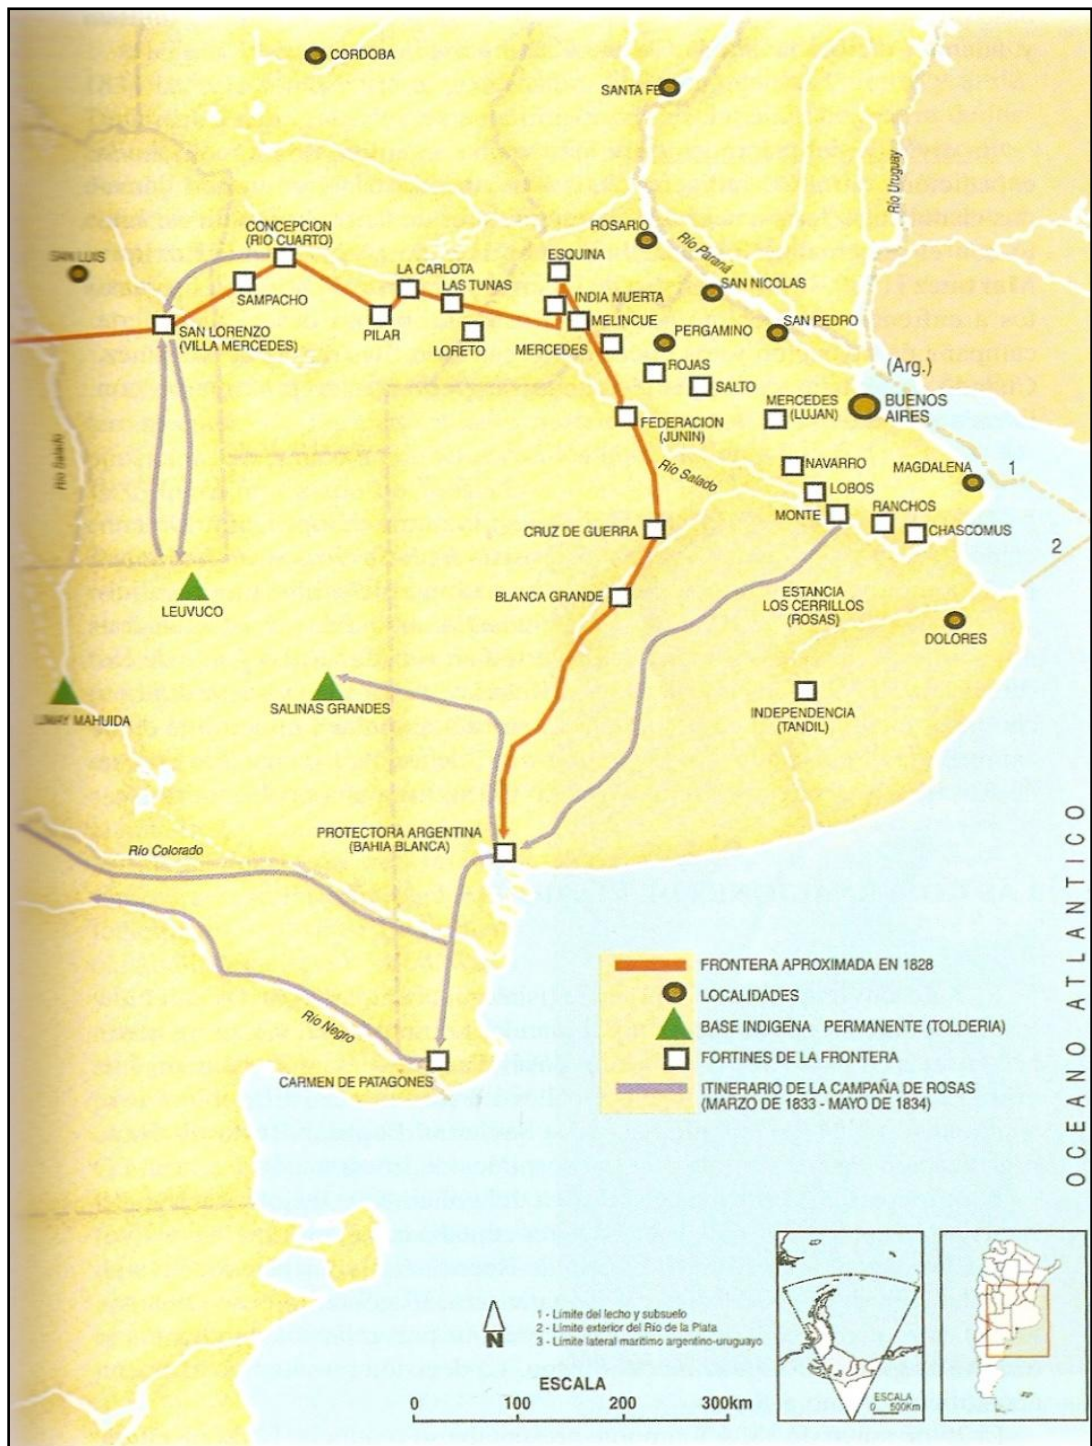 CORDOBA
SANTA FE
Río Uruguay
CONCEPCION
(RIO CUARTO)
ROSARIO
Río Paraná
SAN LUIS
ESQUINA
LA CARLOTA
LAS TUNAS
SAN NICOLAS
SAMPACHO
INDIA MUERTA
MELINCUE
SAN LORENZO
(VILLA MERCEDES)
PILAR
LORETO
MERCEDES
PERGAMINO
SAN PEDRO
ROJAS
SALTO
(Arg.)
BUENOS
AIRES
MERCEDES
(LUJAN)
FEDERACION
(JUNIN)
Río Salado
Río Salado
NAVARRO
MAGDALENA
1
LOBOS
MONTE
RANCHOS
CHASCOMUS
CRUZ DE GUERRA
2
BLANCA GRANDE
ESTANCIA
LOS CERRILLOS
(ROSAS)
LEUVUCO
DOLORES
SALINAS GRANDES
LIMAY MAHUIDA
INDEPENDENCIA
(TANDIL)
PROTECTORA ARGENTINA
(BAHIA BLANCA)
Río Colorado
OCEANO ATLANTICO
Río Negro
CARMEN DE PATAGONES
FRONTERA APROXIMADA EN 1828
LOCALIDADES
BASE INDIGENA PERMANENTE (TOLDERIA)
FORTINES DE LA FRONTERA
ITINERARIO DE LA CAMPAÑA DE ROSAS
(MARZO DE 1833 - MAYO DE 1834)
N
1 - Límite del lecho y subsuelo
2 - Límite exterior del Río de la Plata
3 - Límite lateral marítimo argentino-uruguayo
ESCALA
0 100 200 300Km
ESCALA
0 500Km